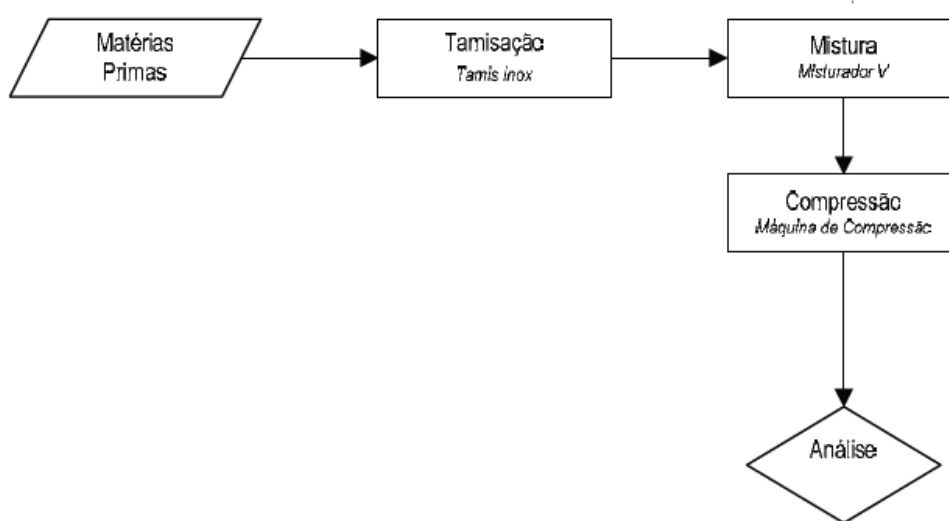 Matérias
Primas
Tamisação
Tamis inox
Mistura
Misturador V
Compressão
Máquina de Compressão
Análise